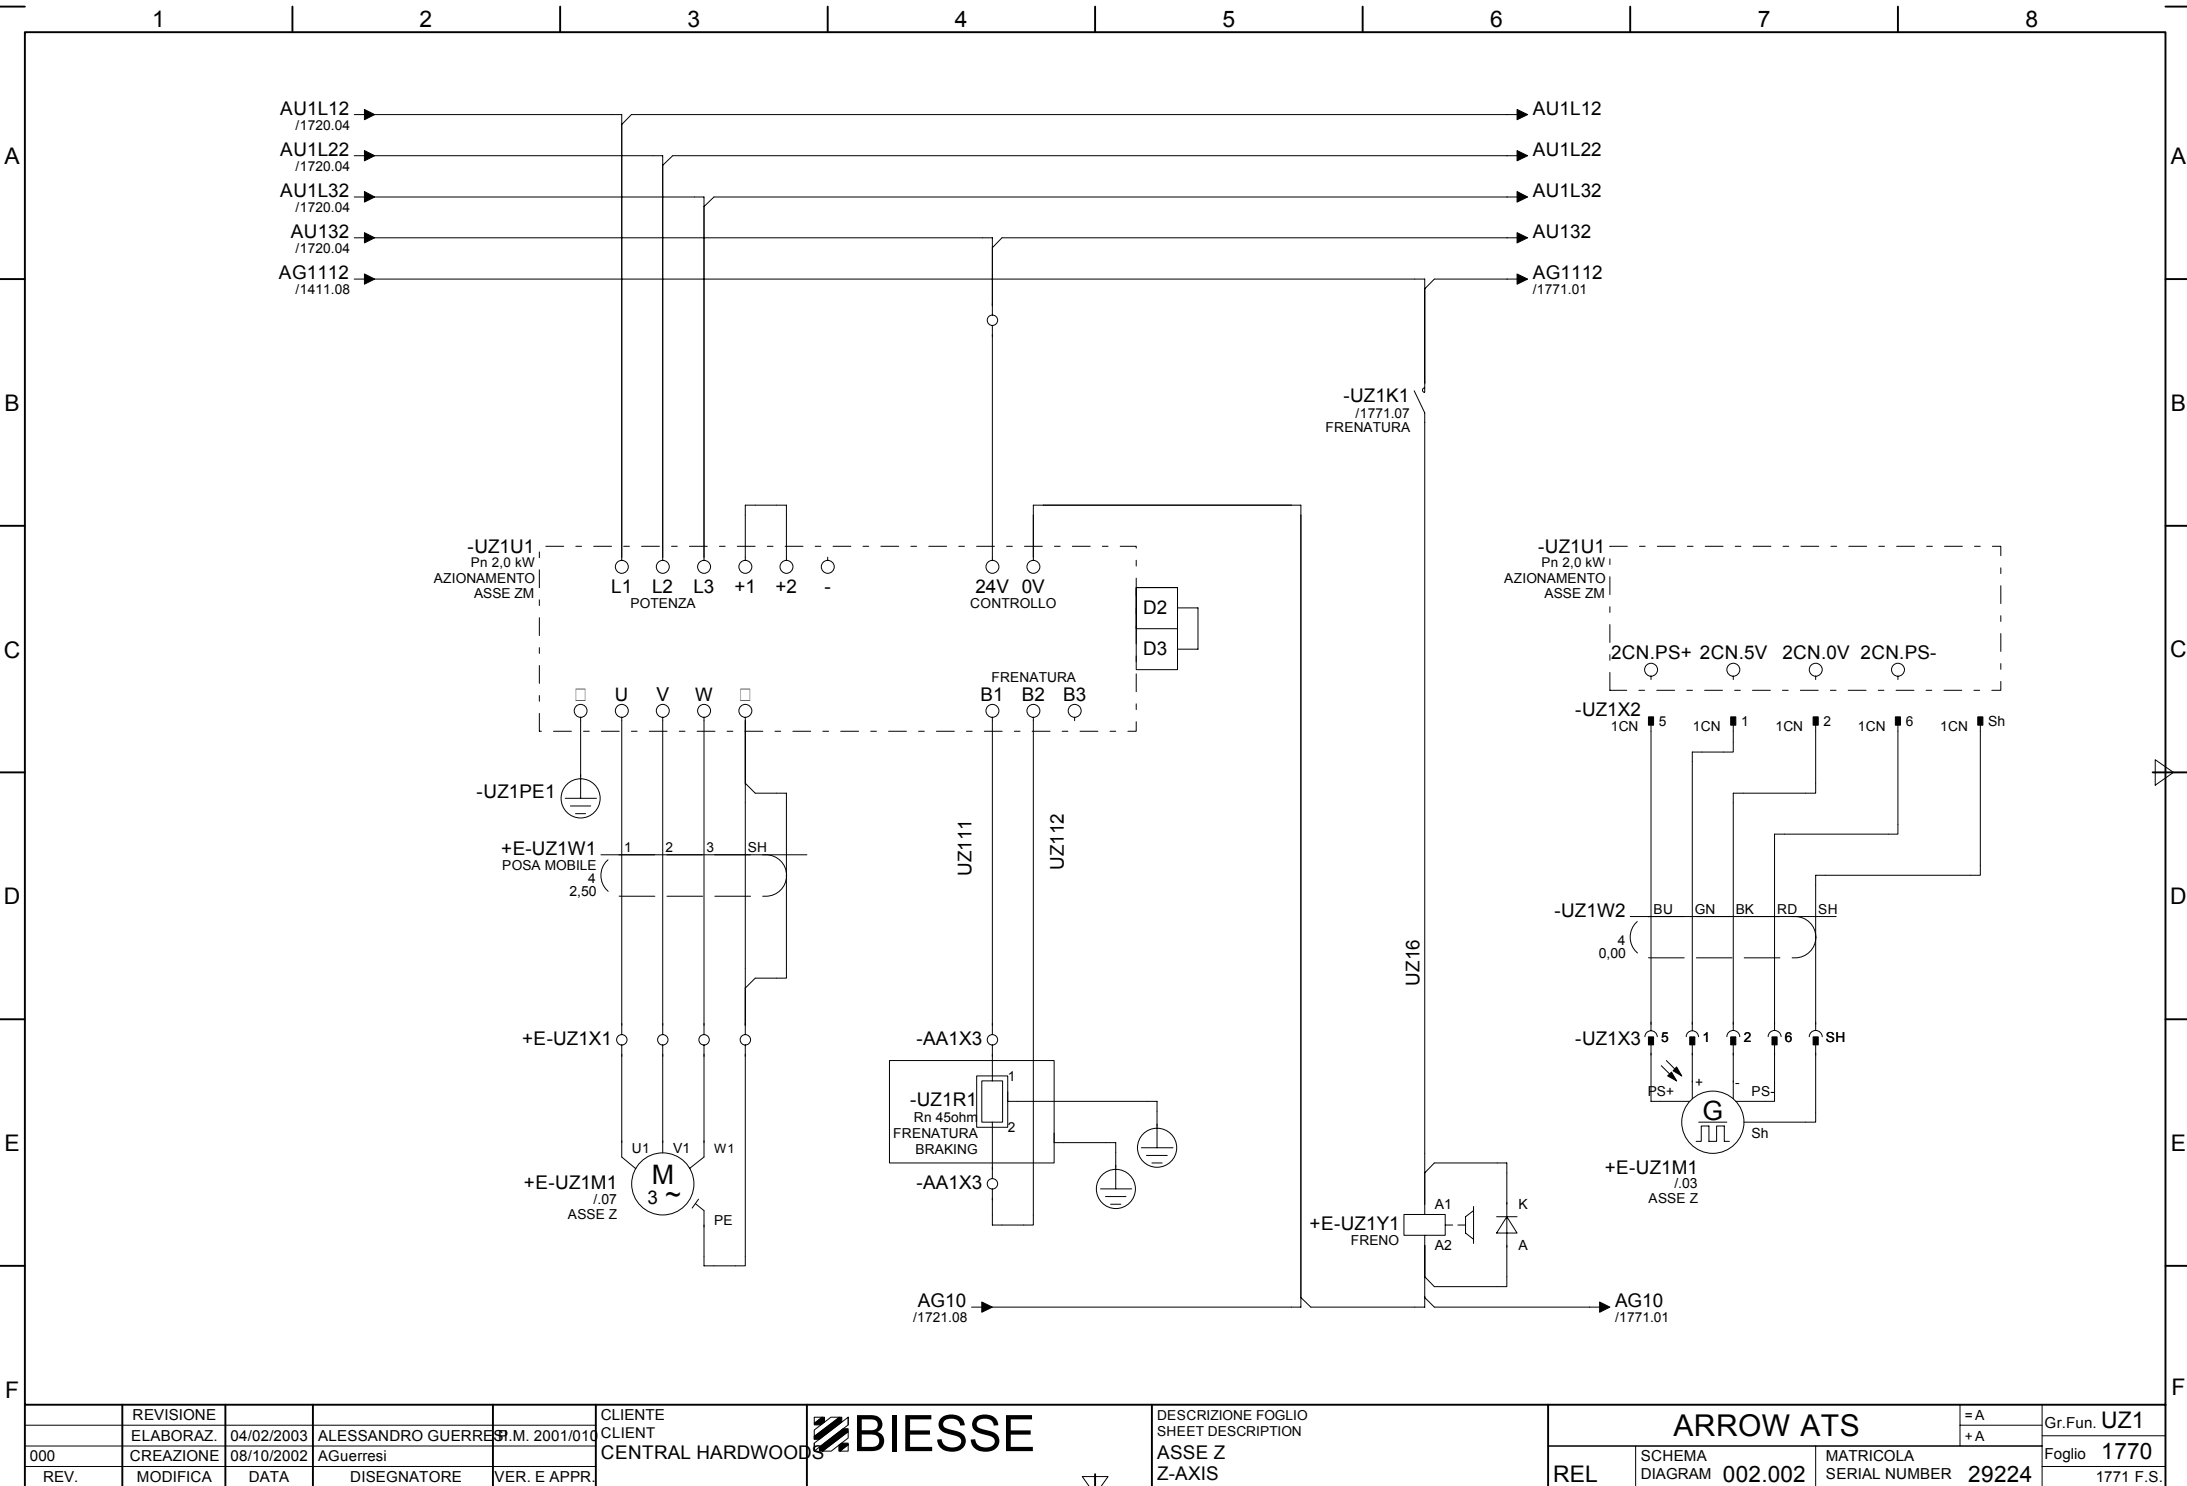 1 2 3 4 5 6 7 8
A A
B B
C C
D D
E E
F F
AU1L12
/1720.04
AU1L12
AU1L22
/1720.04
AU1L22
AU1L32
/1720.04
AU1L32
AU132
/1720.04
AU132
AG1112
/1411.08
AG1112
/1771.01
-UZ1K1
/1771.07
FRENATURA
-UZ1U1
Pn 2,0 kW
AZIONAMENTO
ASSE ZM
L1 L2 L3 +1 +2 -
POTENZA
24V 0V
CONTROLLO
D2
D3
FRENATURA
U V W
B1 B2 B3
-UZ1U1
Pn 2,0 kW
AZIONAMENTO
ASSE ZM
2CN.PS+ 2CN.5V 2CN.0V 2CN.PS-
-UZ1X2
1CN 5 1CN 1 1CN 2 1CN 6 1CN Sh
-UZ1PE1
+E-UZ1W1
POSA MOBILE
4
2,50
1 2 3 SH
UZ111
UZ112
UZ16
-UZ1W2
4
0,00
BU GN BK RD SH
+E-UZ1X1
-AA1X3
-UZ1X3 5 1 2 6 SH
-UZ1R1
Rn 45ohm
FRENATURA
BRAKING
1
2
-AA1X3
PS+ + - PS-
G
Sh
+E-UZ1M1
/.03
ASSE Z
U1 V1 W1
M
3 ~
PE
+E-UZ1M1
/.07
ASSE Z
+E-UZ1Y1
FRENO
A1
A2
K
A
AG10
/1721.08
AG10
/1771.01
REVISIONE
ELABORAZ. 04/02/2003 ALESSANDRO GUERRESI P.M. 2001/010
000 CREAZIONE 08/10/2002 AGuerresi
REV. MODIFICA DATA DISEGNATORE VER. E APPR.
CLIENTE
CLIENT
CENTRAL HARDWOODS
BIESSE
DESCRIZIONE FOGLIO
SHEET DESCRIPTION
ASSE Z
Z-AXIS
ARROW ATS
= A
+ A
Gr.Fun. UZ1
REL
SCHEMA
DIAGRAM 002.002
MATRICOLA
SERIAL NUMBER 29224
Foglio 1770
1771 F.S.